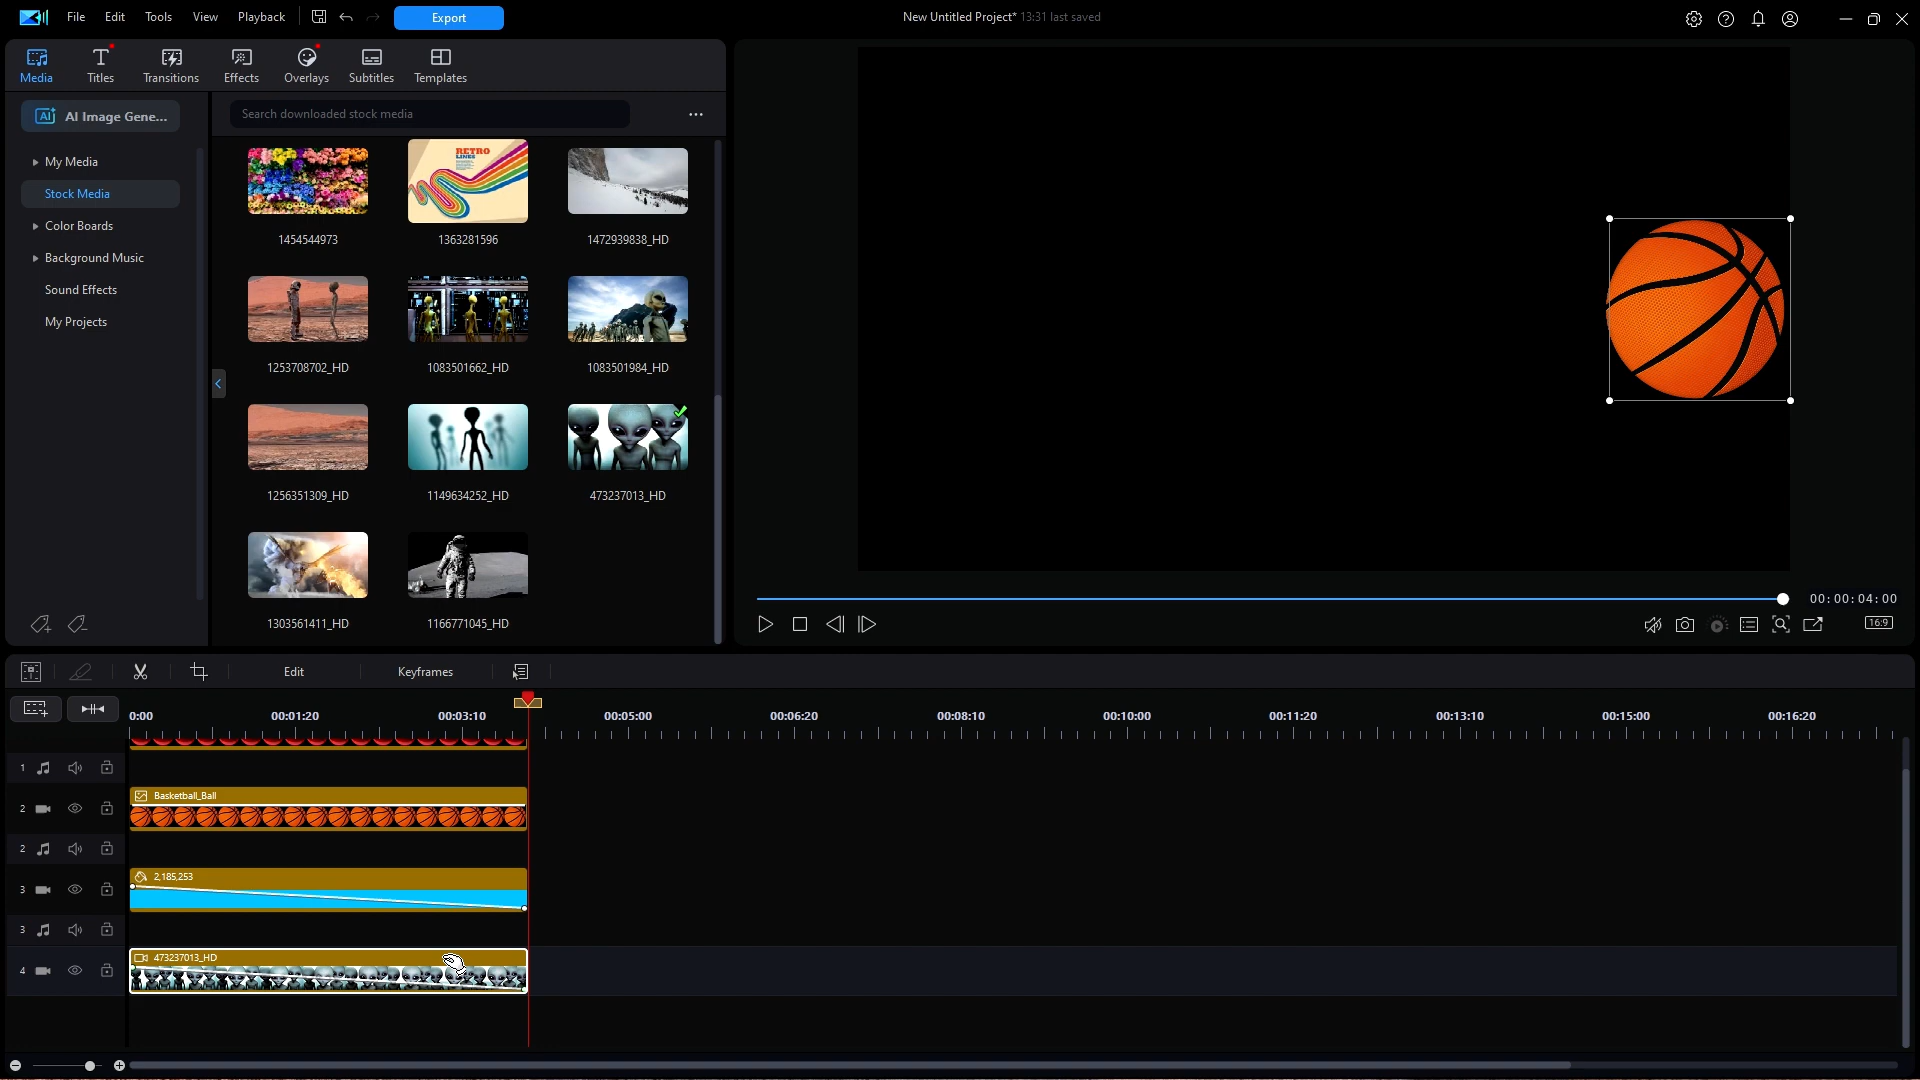 File Edit Tools View Playback Export
New Untitled Project* 13:31 last saved
Media Titles Transitions Effects Overlays Subtitles Templates
AI Image Gene...
Search downloaded stock media
My Media
Stock Media
Color Boards
Background Music
Sound Effects
My Projects
RETRO
LINES
1454544973 1363281596 1472939838_HD
1253708702_HD 1083501662_HD 1083501984_HD
1256351309_HD 1149634252_HD 473237013_HD
1303561411_HD 1166771045_HD
00:00:04:00
16:9
Edit Keyframes
0:00 00:01:20 00:03:10 00:05:00 00:06:20 00:08:10 00:10:00 00:11:20 00:13:10 00:15:00 00:16:20
1
2 Basketball_Ball
2
3 2,185,253
3
4 473237013_HD